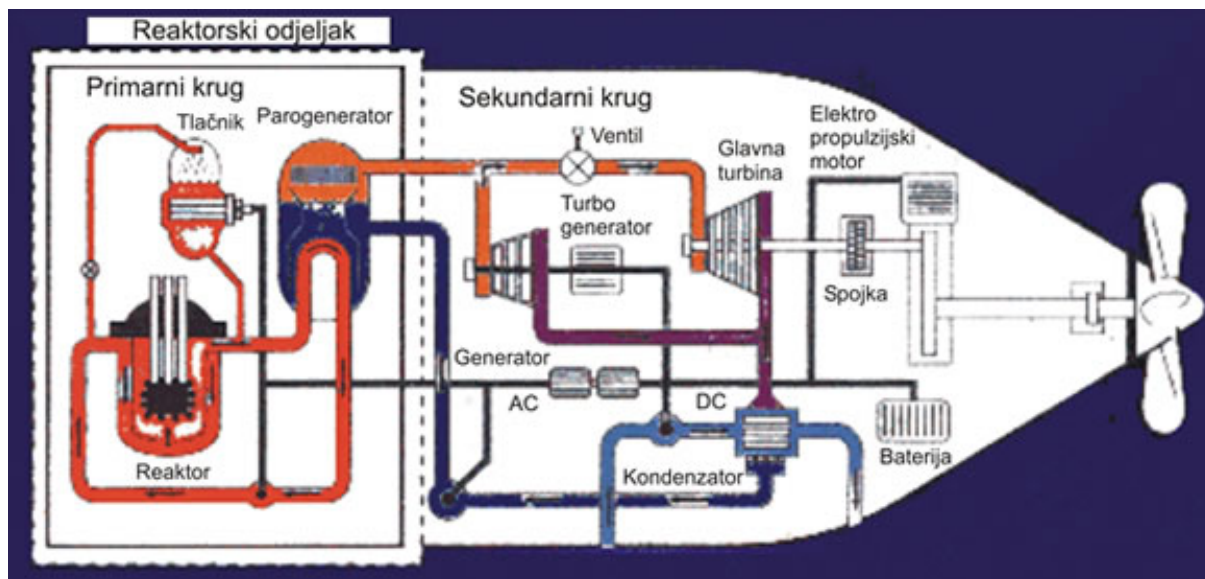 Reaktorski odjeljak
Primarni krug
Tlačnik
Parogenerator
Reaktor
Sekundarni krug
Ventil
Turbo
generator
Glavna
turbina
Elektro
propulzijski
motor
Spojka
Generator
AC
DC
Kondenzator
Baterija